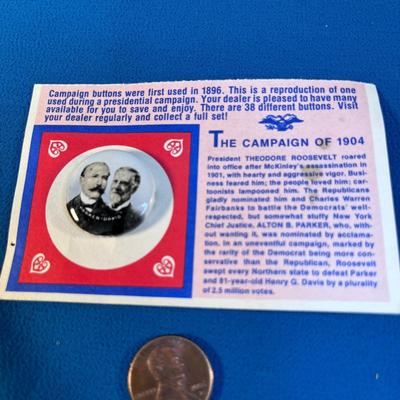 Campaign buttons were first used in 1896. This is a reproduction of one
used during a presidential campaign. Your dealer is pleased to have many
available for you to save and enjoy. There are 38 different buttons. Visit
your dealer regularly and collect a full set!
THE CAMPAIGN OF 1904
President THEODORE ROOSEVELT roared
into office after McKinley's assassination in
1901, with hearty and aggressive vigor. Busi-
ness feared him; the people loved him; car-
toonists lampooned him. The Republicans
gladly nominated him and Charles Warren
Fairbanks to battle the Democrats' well-
respected, but somewhat stuffy New York
Chief Justice, ALTON B. PARKER, who, with-
out wanting it, was nominated by acclama-
tion. In an uneventful campaign, marked by
the rarity of the Democrat being more con-
servative than the Republican, Roosevelt
swept every Northern state to defeat Parker
and 81-year-old Henry G. Davis by a plurality
of 2.5 million votes.
PARKER-DAVIS